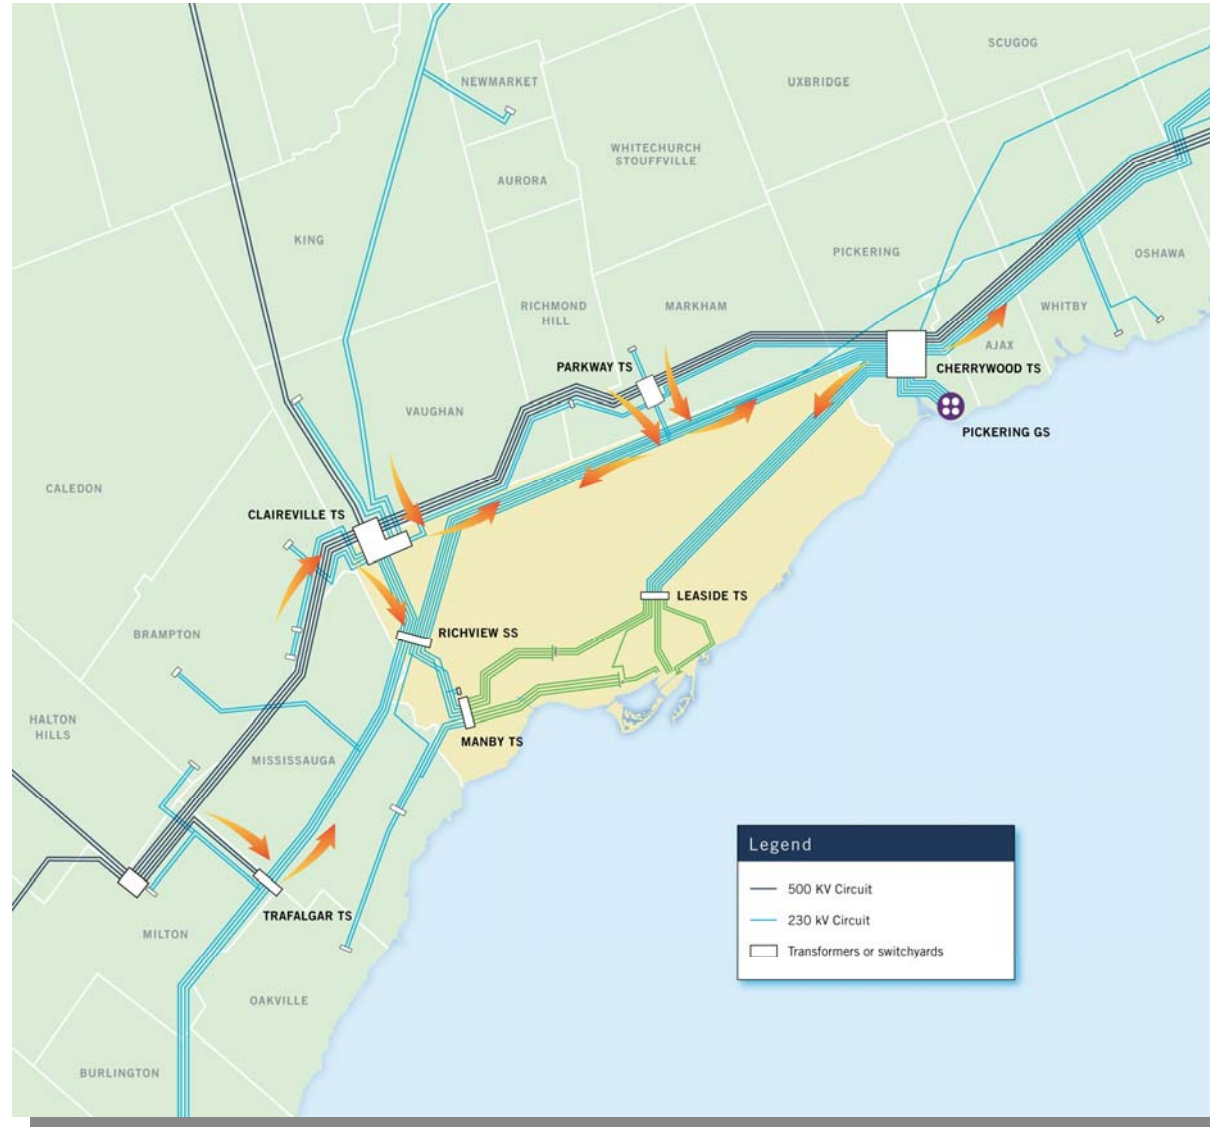 SCUGOG
NEWMARKET
UXBRIDGE
WHITECHURCH
STOUFFVILLE
AURORA
KING
PICKERING
OSHAWA
RICHMOND
HILL
MARKHAM
WHITBY
AJAX
PARKWAY TS
CHERRYWOOD TS
VAUGHAN
PICKERING GS
CALEDON
CLAIREVILLE TS
LEASIDE TS
BRAMPTON
RICHVIEW SS
HALTON
HILLS
MANBY TS
MISSISSAUGA
Legend
500 KV Circuit
230 kV Circuit
Transformers or switchyards
TRAFALGAR TS
MILTON
OAKVILLE
BURLINGTON